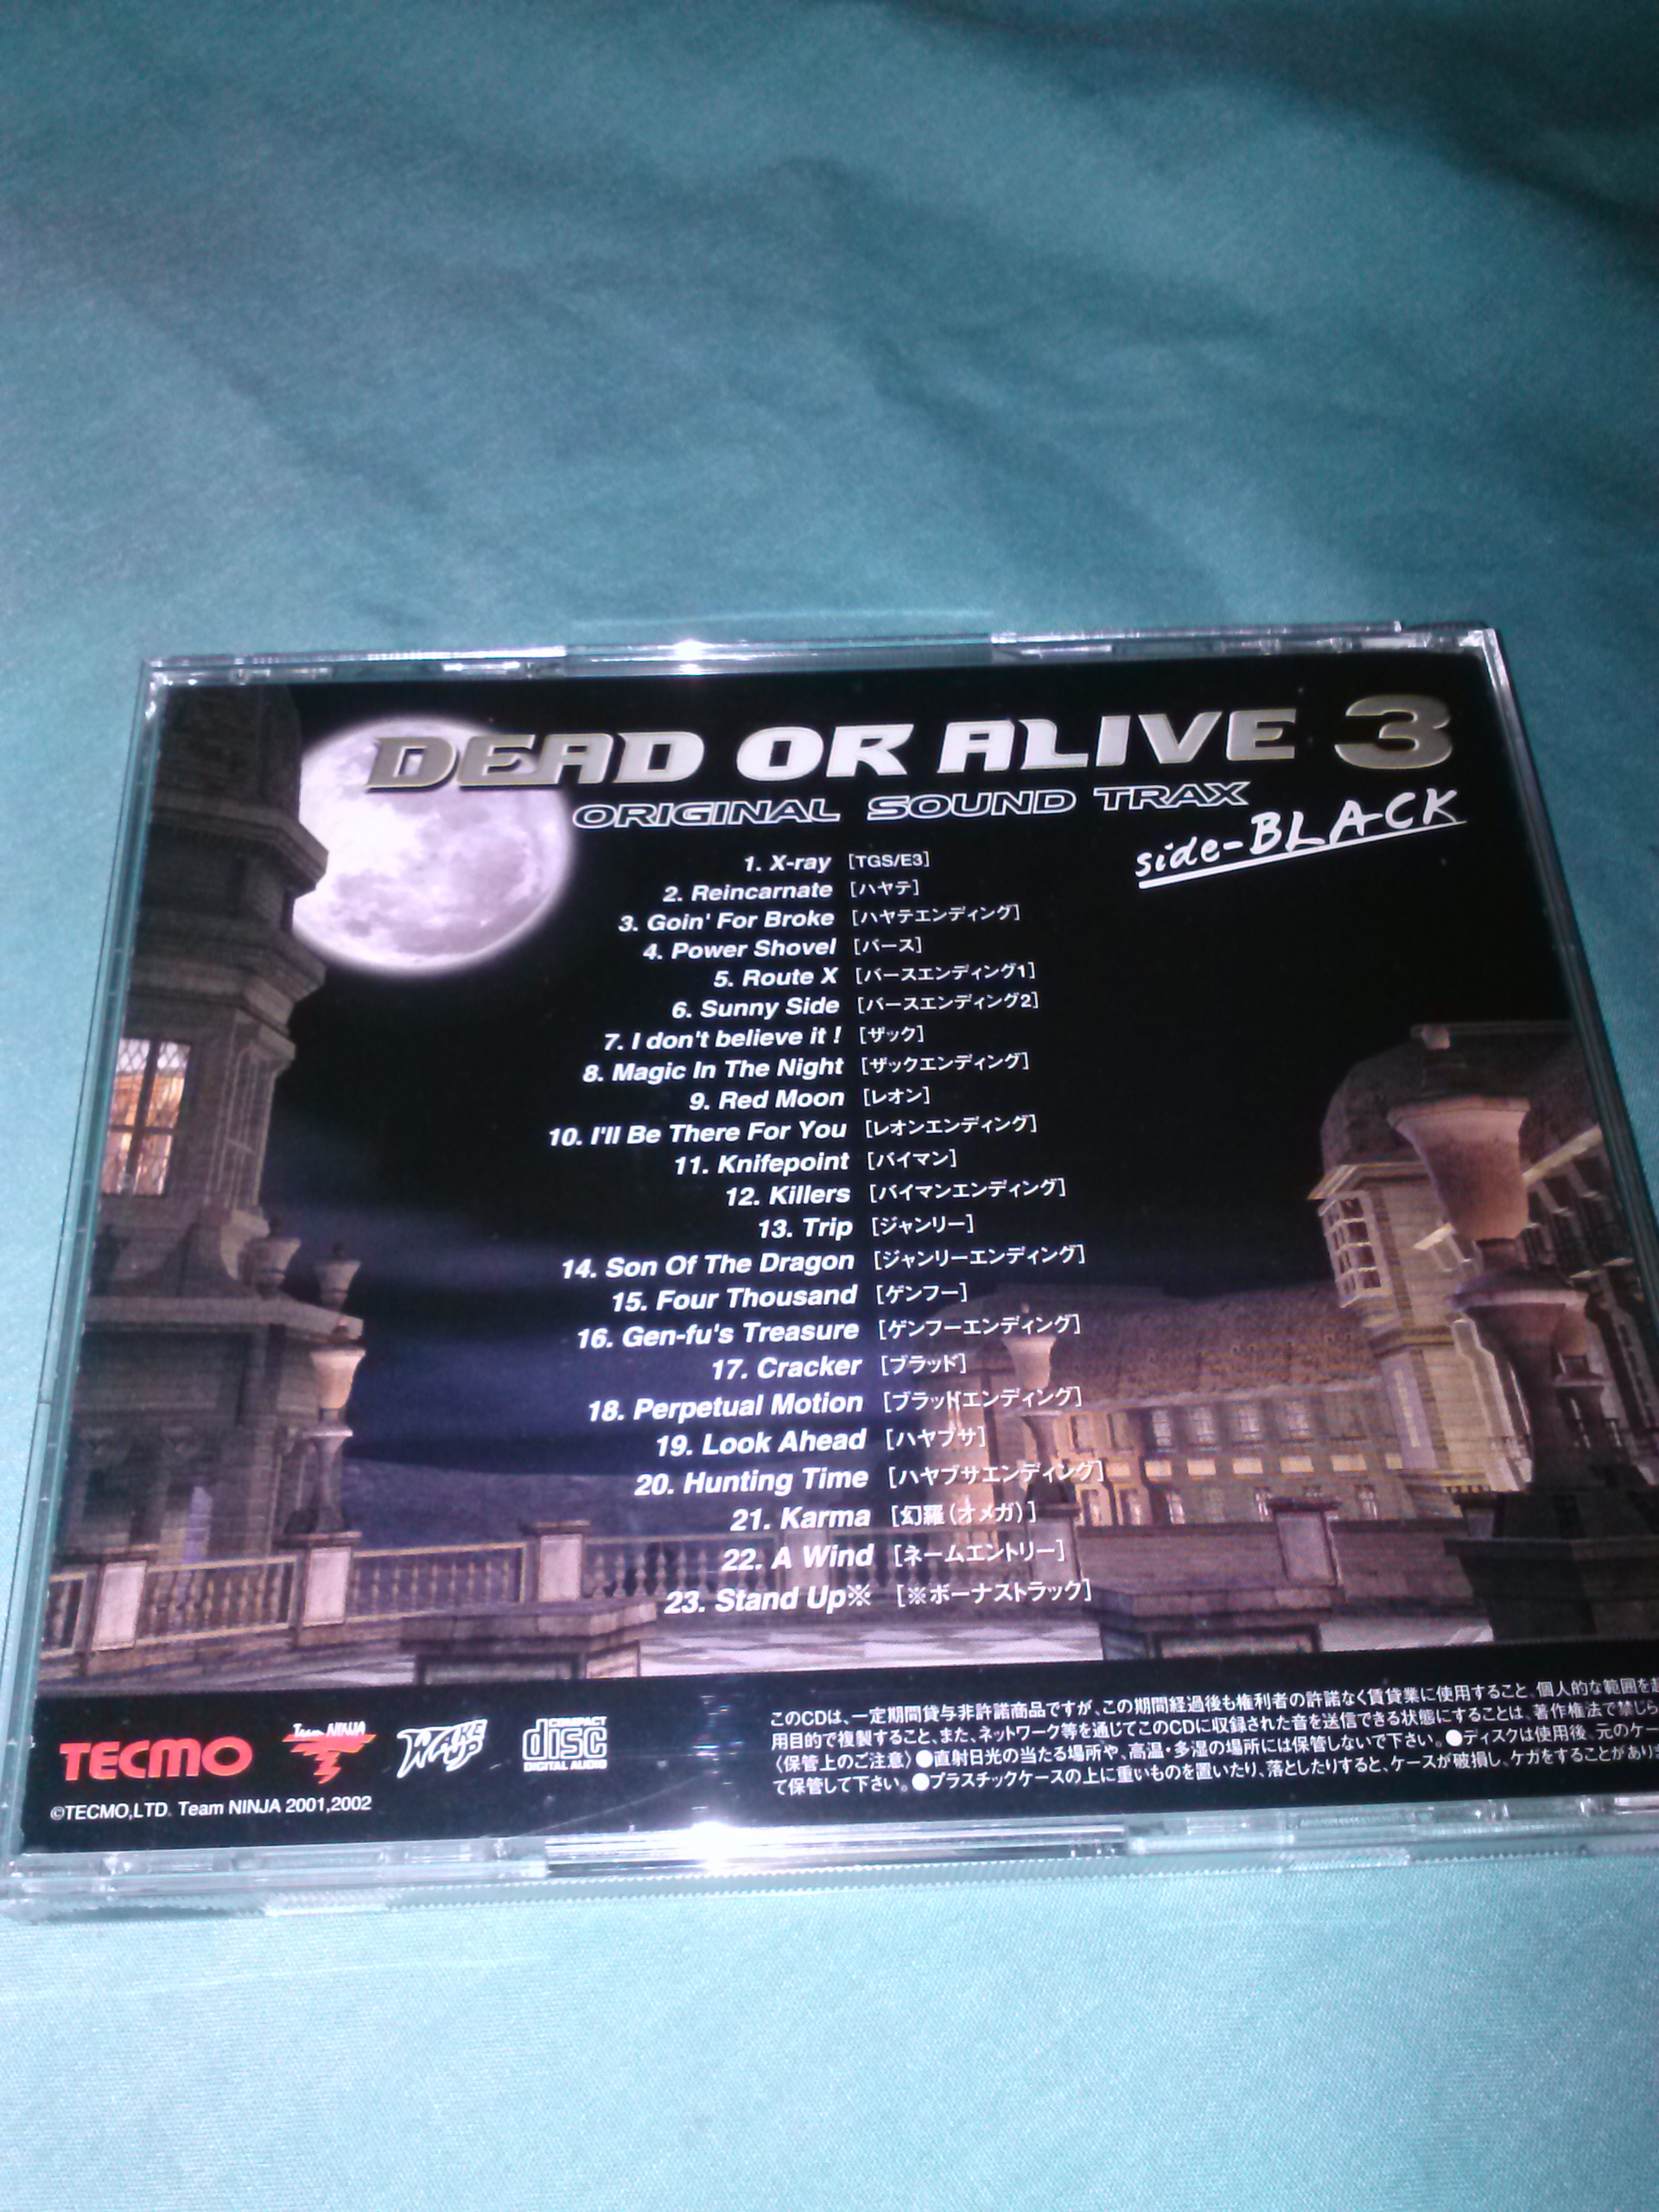 DEAD OR ALIVE 3
ORIGINAL SOUND TRAX
side-BLACK
1. X-ray [TGS/E3]
2. Reincarnate [ハヤテ]
3. Goin' For Broke [ハヤテエンディング]
4. Power Shovel [バース]
5. Route X [バースエンディング1]
6. Sunny Side [バースエンディング2]
7. I don't believe it ! [ザック]
8. Magic In The Night [ザックエンディング]
9. Red Moon [レオン]
10. I'll Be There For You [レオンエンディング]
11. Knifepoint [バイマン]
12. Killers [バイマンエンディング]
13. Trip [ジャンリー]
14. Son Of The Dragon [ジャンリーエンディング]
15. Four Thousand [ゲンフー]
16. Gen-fu's Treasure [ゲンフーエンディング]
17. Cracker [ブラッド]
18. Perpetual Motion [ブラッドエンディング]
19. Look Ahead [ハヤブサ]
20. Hunting Time [ハヤブサエンディング]
21. Karma [幻羅(オメガ)]
22. A Wind [ネームエントリー]
23. Stand Up※ [※ボーナストラック]
TECMO
Team NINJA
WAKE UP
COMPACT
disc
DIGITAL AUDIO
©TECMO,LTD. Team NINJA 2001,2002
このCDは、一定期間貸与非許諾商品ですが、この期間経過後も権利者の許諾なく賃貸業に使用すること、個人的な範囲を超
用目的で複製すること、また、ネットワーク等を通じてこのCDに収録された音を送信できる状態にすることは、著作権法で禁じら
〈保管上のご注意〉●直射日光の当たる場所や、高温・多湿の場所には保管しないで下さい。●ディスクは使用後、元のケー
て保管して下さい。●プラスチックケースの上に重いものを置いたり、落としたりすると、ケースが破損し、ケガをすることがありま